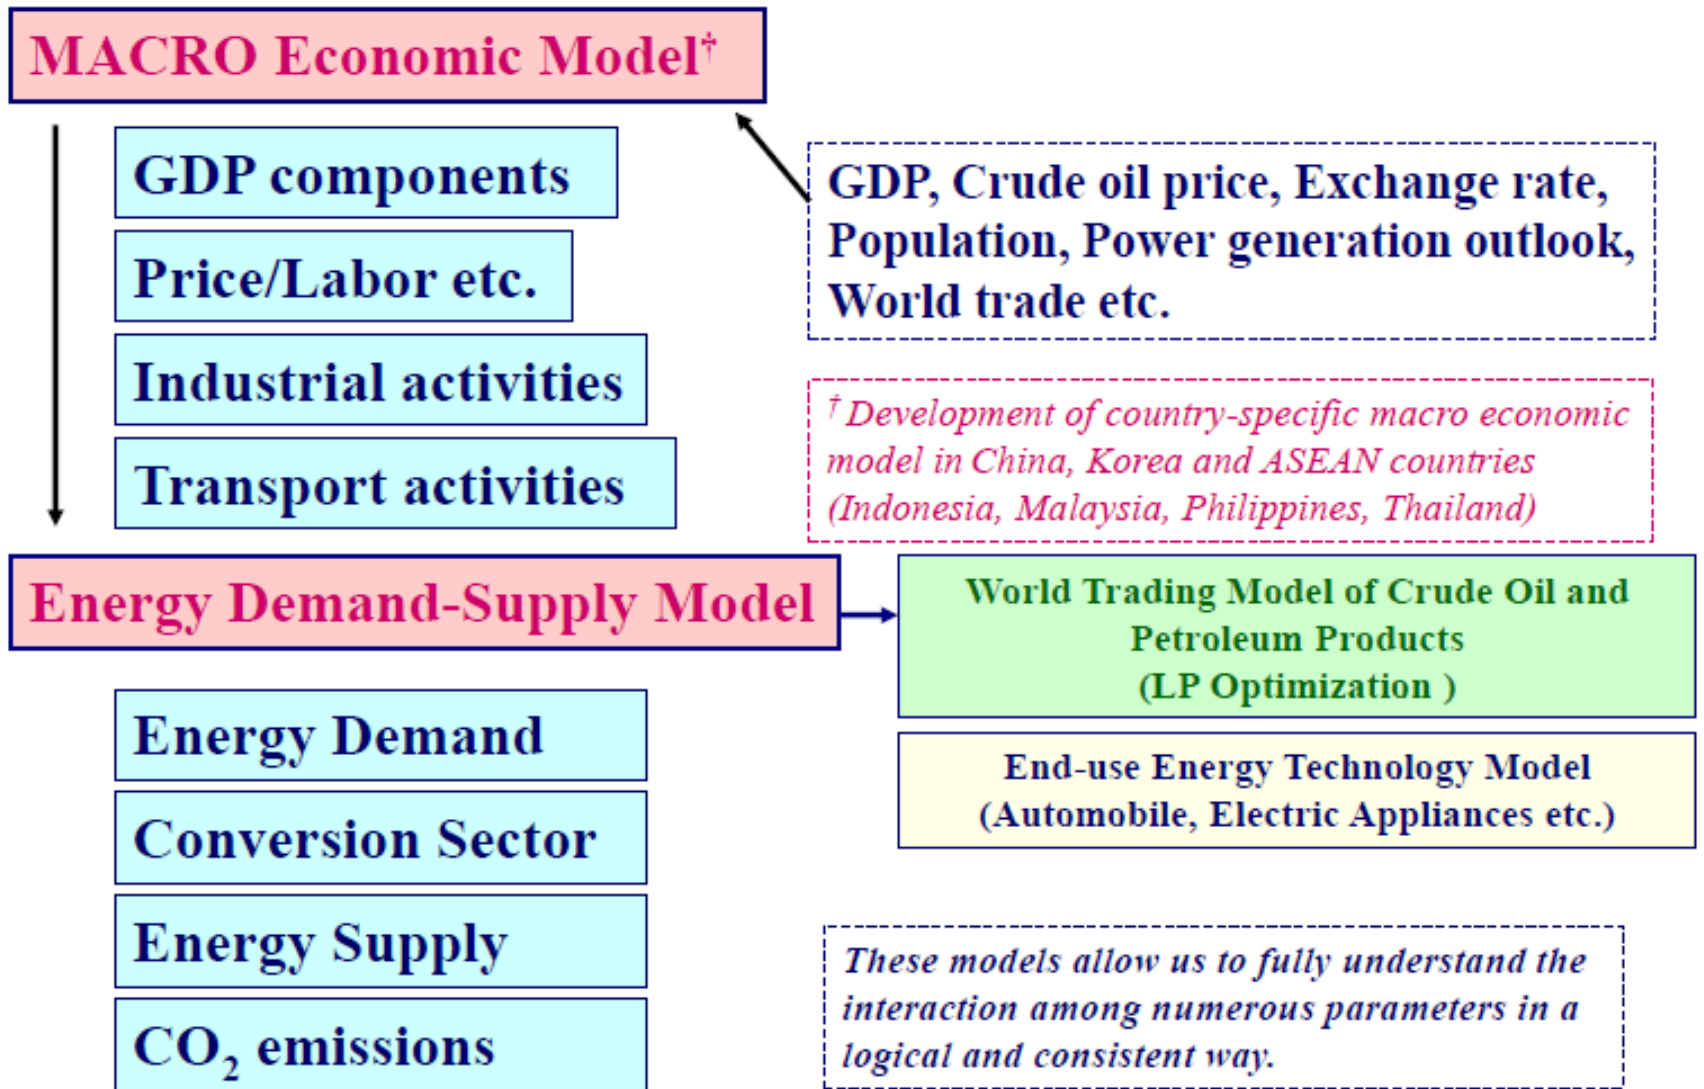 MACRO Economic Model†
GDP components
Price/Labor etc.
Industrial activities
Transport activities
GDP, Crude oil price, Exchange rate,
Population, Power generation outlook,
World trade etc.
† Development of country-specific macro economic
model in China, Korea and ASEAN countries
(Indonesia, Malaysia, Philippines, Thailand)
Energy Demand-Supply Model
World Trading Model of Crude Oil and
Petroleum Products
(LP Optimization )
End-use Energy Technology Model
(Automobile, Electric Appliances etc.)
Energy Demand
Conversion Sector
Energy Supply
CO₂ emissions
These models allow us to fully understand the
interaction among numerous parameters in a
logical and consistent way.